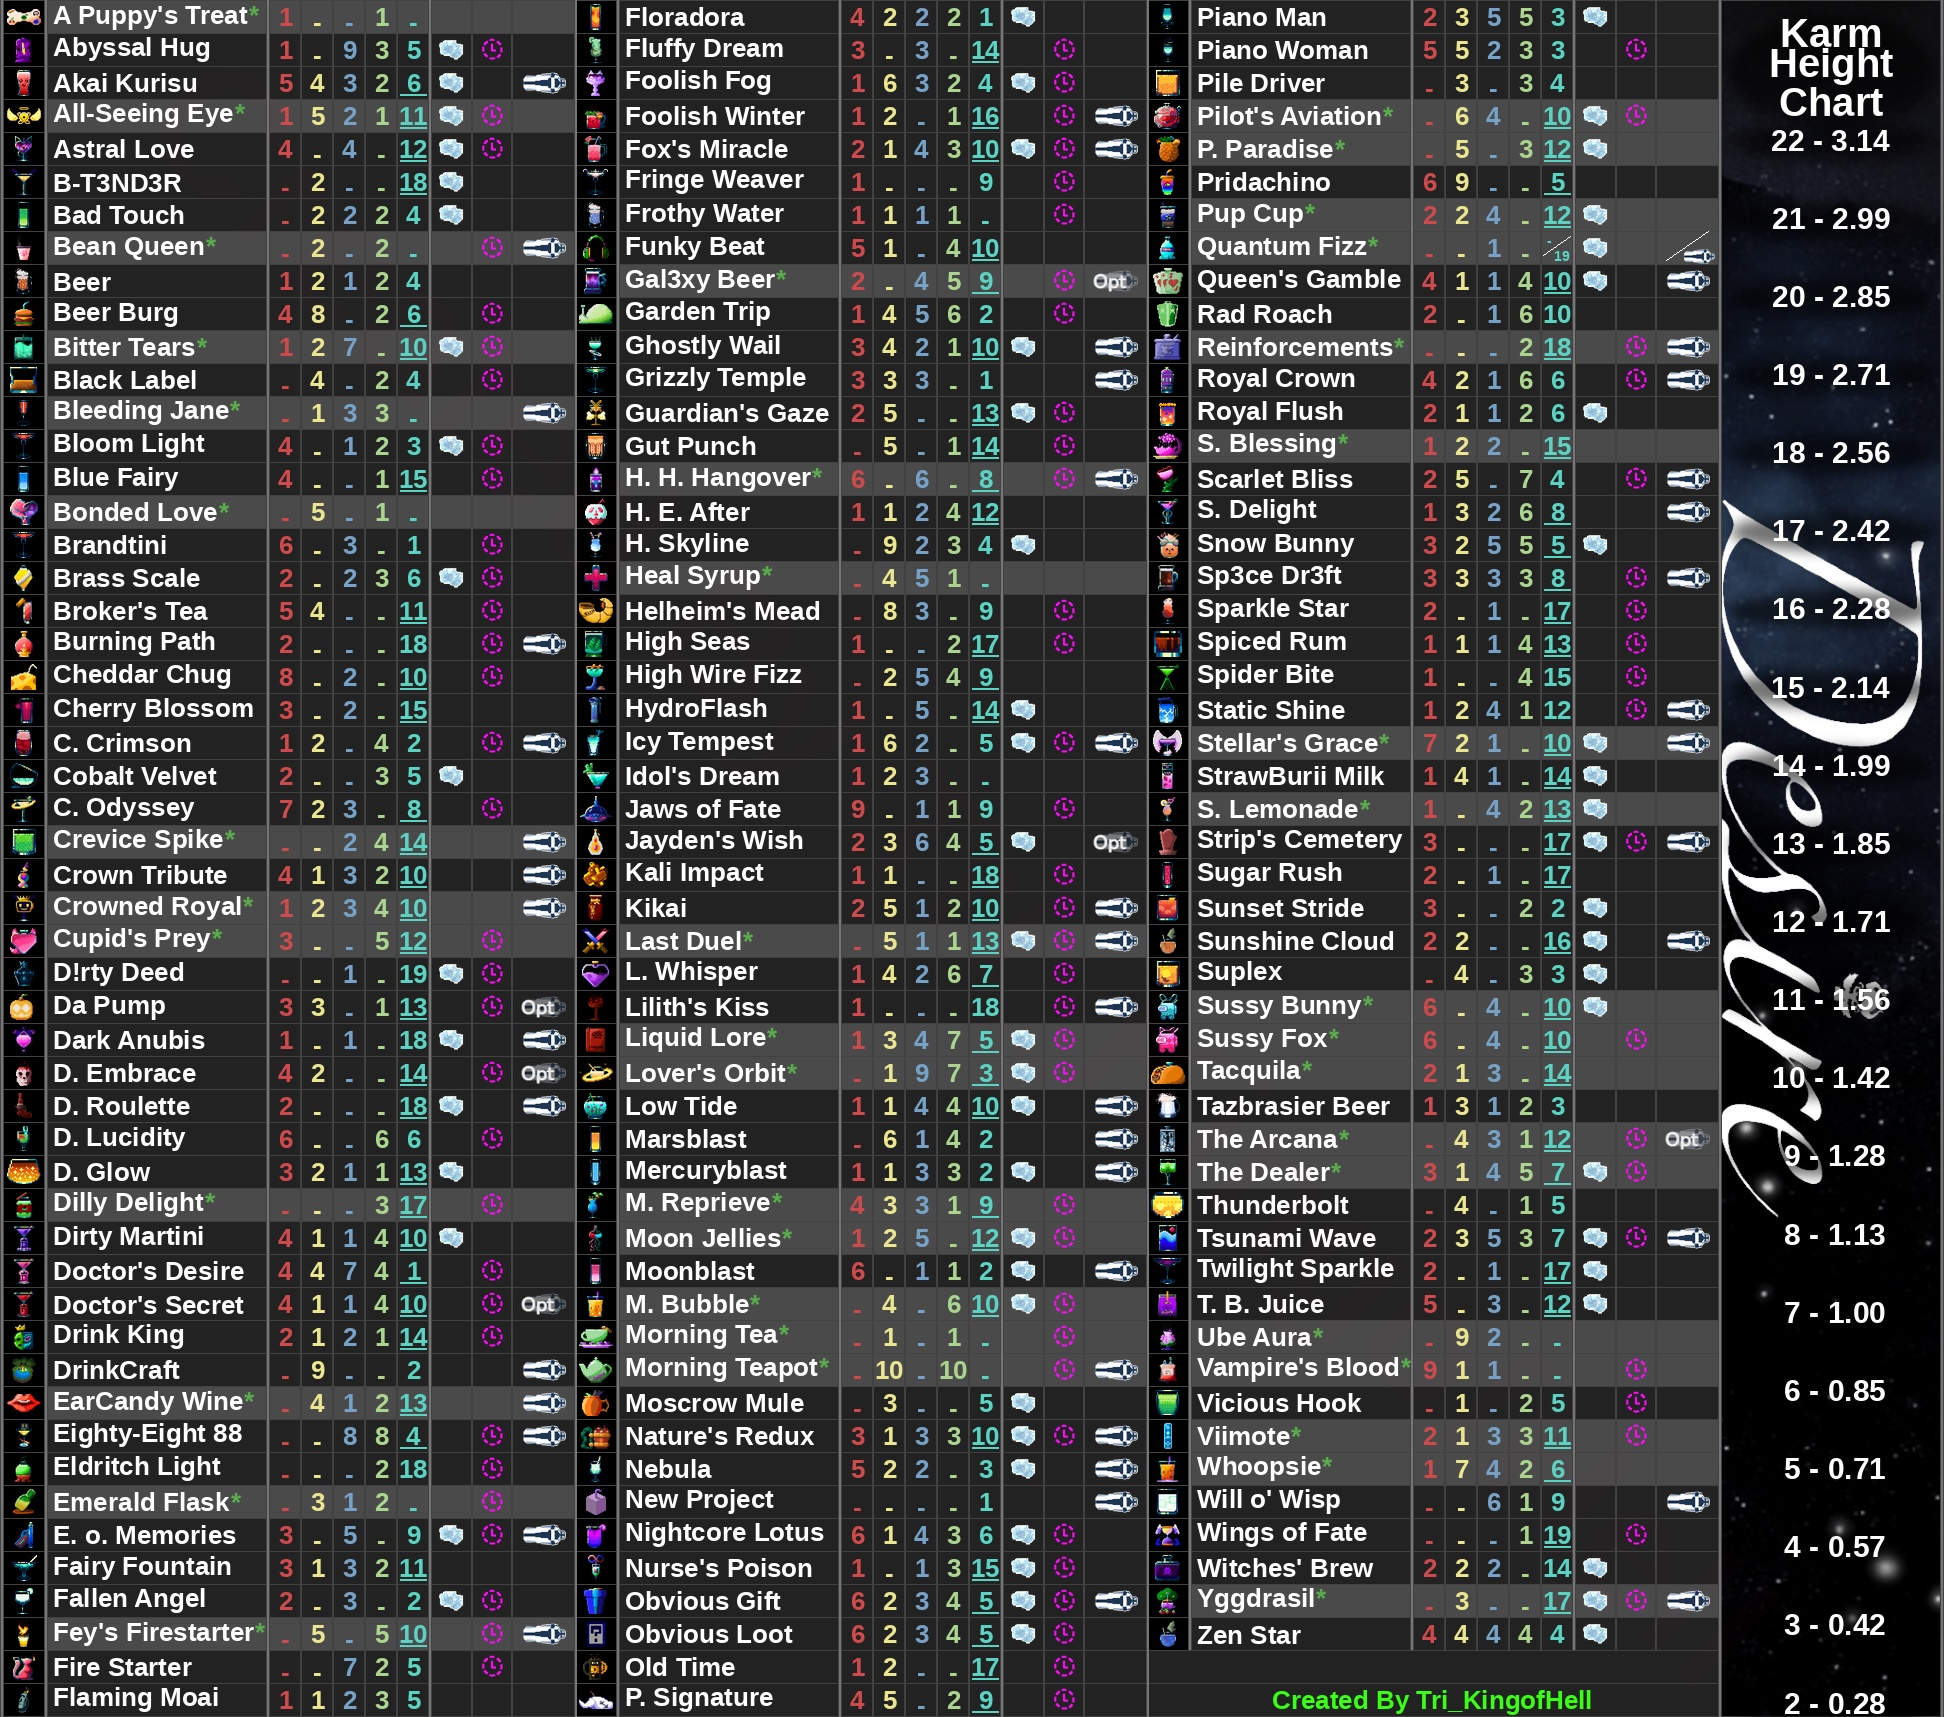 A Puppy's Treat* 1 - - 1 -
Abyssal Hug 1 - 9 3 5
Akai Kurisu 5 4 3 2 6
All-Seeing Eye* 1 5 2 1 11
Astral Love 4 - 4 - 12
B-T3ND3R - 2 - - 18
Bad Touch - 2 2 2 4
Bean Queen* - 2 - 2 -
Beer 1 2 1 2 4
Beer Burg 4 8 - 2 6
Bitter Tears* 1 2 7 - 10
Black Label - 4 - 2 4
Bleeding Jane* - 1 3 3 -
Bloom Light 4 - 1 2 3
Blue Fairy 4 - - 1 15
Bonded Love* - 5 - 1 -
Brandtini 6 - 3 - 1
Brass Scale 2 - 2 3 6
Broker's Tea 5 4 - - 11
Burning Path 2 - - - 18
Cheddar Chug 8 - 2 - 10
Cherry Blossom 3 - 2 - 15
C. Crimson 1 2 - 4 2
Cobalt Velvet 2 - - 3 5
C. Odyssey 7 2 3 - 8
Crevice Spike* - - 2 4 14
Crown Tribute 4 1 3 2 10
Crowned Royal* 1 2 3 4 10
Cupid's Prey* 3 - - 5 12
D!rty Deed - - 1 - 19
Da Pump 3 3 - 1 13 Opt
Dark Anubis 1 - 1 - 18
D. Embrace 4 2 - - 14 Opt
D. Roulette 2 - - - 18
D. Lucidity 6 - - 6 6
D. Glow 3 2 1 1 13
Dilly Delight* - - - 3 17
Dirty Martini 4 1 1 4 10
Doctor's Desire 4 4 7 4 1
Doctor's Secret 4 1 1 4 10 Opt
Drink King 2 1 2 1 14
DrinkCraft - 9 - - 2
EarCandy Wine* - 4 1 2 13
Eighty-Eight 88 - - 8 8 4
Eldritch Light - - - 2 18
Emerald Flask* - 3 1 2 -
E. o. Memories 3 - 5 - 9
Fairy Fountain 3 1 3 2 11
Fallen Angel 2 - 3 - 2
Fey's Firestarter* - 5 - 5 10
Fire Starter - - 7 2 5
Flaming Moai 1 1 2 3 5
Floradora 4 2 2 2 1
Fluffy Dream 3 - 3 - 14
Foolish Fog 1 6 3 2 4
Foolish Winter 1 2 - 1 16
Fox's Miracle 2 1 4 3 10
Fringe Weaver 1 - - - 9
Frothy Water 1 1 1 1 -
Funky Beat 5 1 - 4 10
Gal3xy Beer* 2 - 4 5 9 Opt
Garden Trip 1 4 5 6 2
Ghostly Wail 3 4 2 1 10
Grizzly Temple 3 3 3 - 1
Guardian's Gaze 2 5 - - 13
Gut Punch - 5 - 1 14
H. H. Hangover* 6 - 6 - 8
H. E. After 1 1 2 4 12
H. Skyline - 9 2 3 4
Heal Syrup* - 4 5 1 -
Helheim's Mead - 8 3 - 9
High Seas 1 - - 2 17
High Wire Fizz - 2 5 4 9
HydroFlash 1 - 5 - 14
Icy Tempest 1 6 2 - 5
Idol's Dream 1 2 3 - -
Jaws of Fate 9 - 1 1 9
Jayden's Wish 2 3 6 4 5 Opt
Kali Impact 1 1 - - 18
Kikai 2 5 1 2 10
Last Duel* - 5 1 1 13
L. Whisper 1 4 2 6 7
Lilith's Kiss 1 - - - 18
Liquid Lore* 1 3 4 7 5
Lover's Orbit* - 1 9 7 3
Low Tide 1 1 4 4 10
Marsblast - 6 1 4 2
Mercuryblast 1 1 3 3 2
M. Reprieve* 4 3 3 1 9
Moon Jellies* 1 2 5 - 12
Moonblast 6 - 1 1 2
M. Bubble* - 4 - 6 10
Morning Tea* - 1 - 1 -
Morning Teapot* - 10 - 10 -
Moscrow Mule - 3 - - 5
Nature's Redux 3 1 3 3 10
Nebula 5 2 2 - 3
New Project - - - - 1
Nightcore Lotus 6 1 4 3 6
Nurse's Poison 1 - 1 3 15
Obvious Gift 6 2 3 4 5
Obvious Loot 6 2 3 4 5
Old Time 1 2 - - 17
P. Signature 4 5 - 2 9
Piano Man 2 3 5 5 3
Piano Woman 5 5 2 3 3
Pile Driver - 3 - 3 4
Pilot's Aviation* - 6 4 - 10
P. Paradise* - 5 - 3 12
Pridachino 6 9 - - 5
Pup Cup* 2 2 4 - 12
Quantum Fizz* - - 1 - -/19
Queen's Gamble 4 1 1 4 10
Rad Roach 2 - 1 6 10
Reinforcements* - - - 2 18
Royal Crown 4 2 1 6 6
Royal Flush 2 1 1 2 6
S. Blessing* 1 2 2 - 15
Scarlet Bliss 2 5 - 7 4
S. Delight 1 3 2 6 8
Snow Bunny 3 2 5 5 5
Sp3ce Dr3ft 3 3 3 3 8
Sparkle Star 2 - 1 - 17
Spiced Rum 1 1 1 4 13
Spider Bite 1 - - 4 15
Static Shine 1 2 4 1 12
Stellar's Grace* 7 2 1 - 10
StrawBurii Milk 1 4 1 - 14
S. Lemonade* 1 - 4 2 13
Strip's Cemetery 3 - - - 17
Sugar Rush 2 - 1 - 17
Sunset Stride 3 - - 2 2
Sunshine Cloud 2 2 - - 16
Suplex - 4 - 3 3
Sussy Bunny* 6 - 4 - 10
Sussy Fox* 6 - 4 - 10
Tacquila* 2 1 3 - 14
Tazbrasier Beer 1 3 1 2 3
The Arcana* - 4 3 1 12 Opt
The Dealer* 3 1 4 5 7
Thunderbolt - 4 - 1 5
Tsunami Wave 2 3 5 3 7
Twilight Sparkle 2 - 1 - 17
T. B. Juice 5 - 3 - 12
Ube Aura* - 9 2 - -
Vampire's Blood* 9 1 1 - -
Vicious Hook - 1 - 2 5
Viimote* 2 1 3 3 11
Whoopsie* 1 7 4 2 6
Will o' Wisp - - 6 1 9
Wings of Fate - - - 1 19
Witches' Brew 2 2 2 - 14
Yggdrasil* - 3 - - 17
Zen Star 4 4 4 4 4
Created By Tri_KingofHell
Karm
Height
Chart
22 - 3.14
21 - 2.99
20 - 2.85
19 - 2.71
18 - 2.56
17 - 2.42
16 - 2.28
15 - 2.14
14 - 1.99
13 - 1.85
12 - 1.71
11 - 1.56
10 - 1.42
9 - 1.28
8 - 1.13
7 - 1.00
6 - 0.85
5 - 0.71
4 - 0.57
3 - 0.42
2 - 0.28